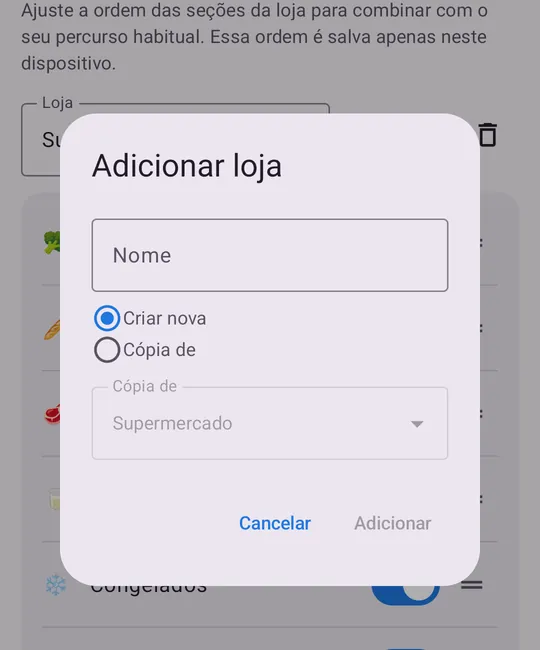 Ajuste a ordem das seções da loja para combinar com o
seu percurso habitual. Essa ordem é salva apenas neste
dispositivo.
Loja
Adicionar loja
Nome
Criar nova
Cópia de
Cópia de
Supermercado
Cancelar
Adicionar
Congelados